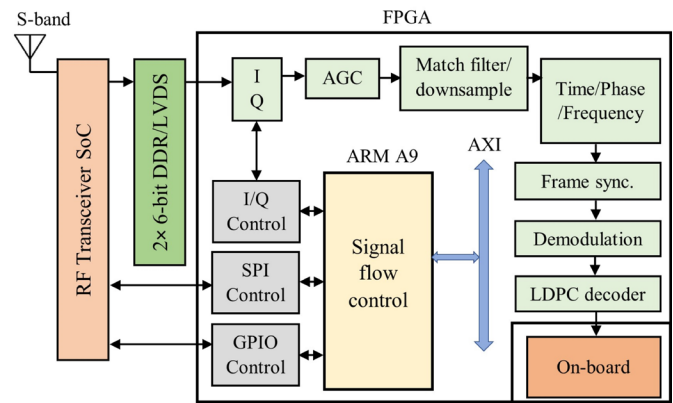 S-band
FPGA
RF Transceiver SoC
2× 6-bit DDR/LVDS
I
Q
AGC
Match filter/
downsample
Time/Phase
/Frequency
ARM A9
AXI
I/Q
Control
Signal
flow
control
Frame sync.
SPI
Control
Demodulation
LDPC decoder
GPIO
Control
On-board